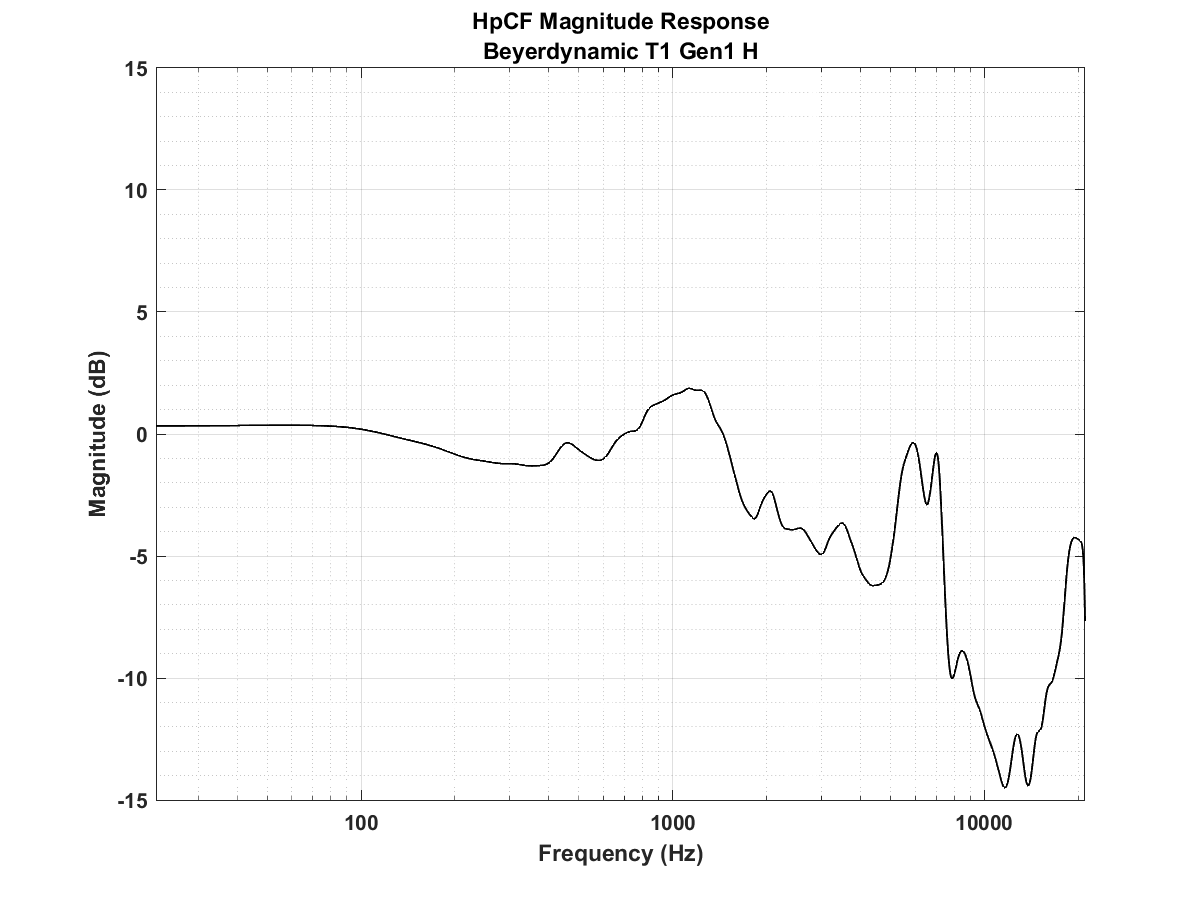 HpCF Magnitude Response
Beyerdynamic T1 Gen1 H
15
10
5
0
-5
-10
-15
Magnitude (dB)
100
1000
10000
Frequency (Hz)